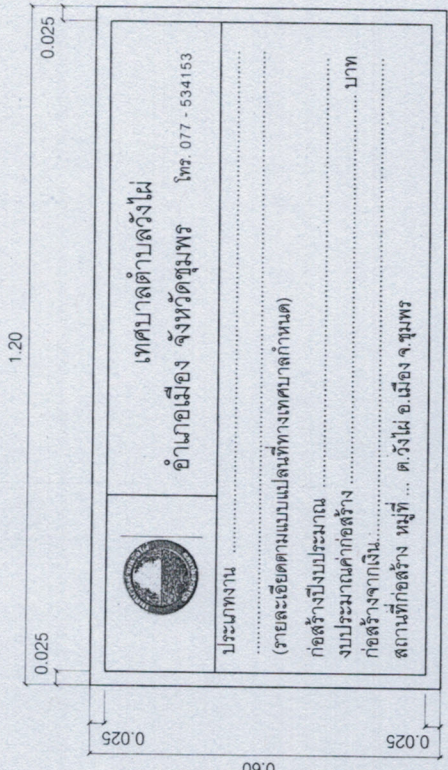 1.20
0.025
0.025
เทศบาลตำบลวังไผ่
อำเภอเมือง จังหวัดชุมพร โทร. 077 - 534153
ประเภทงาน ........................................
........................................
(รายละเอียดตามแบบแปลนที่ทางเทศบาลกำหนด)
ก่อสร้างปีงบประมาณ ........................................
งบประมาณค่าก่อสร้าง ........................................ บาท
ก่อสร้างจากเงิน ........................................
สถานที่ก่อสร้าง หมู่ที่ ... ต.วังไผ่ อ.เมือง จ.ชุมพร
0.025
0.025
0.60